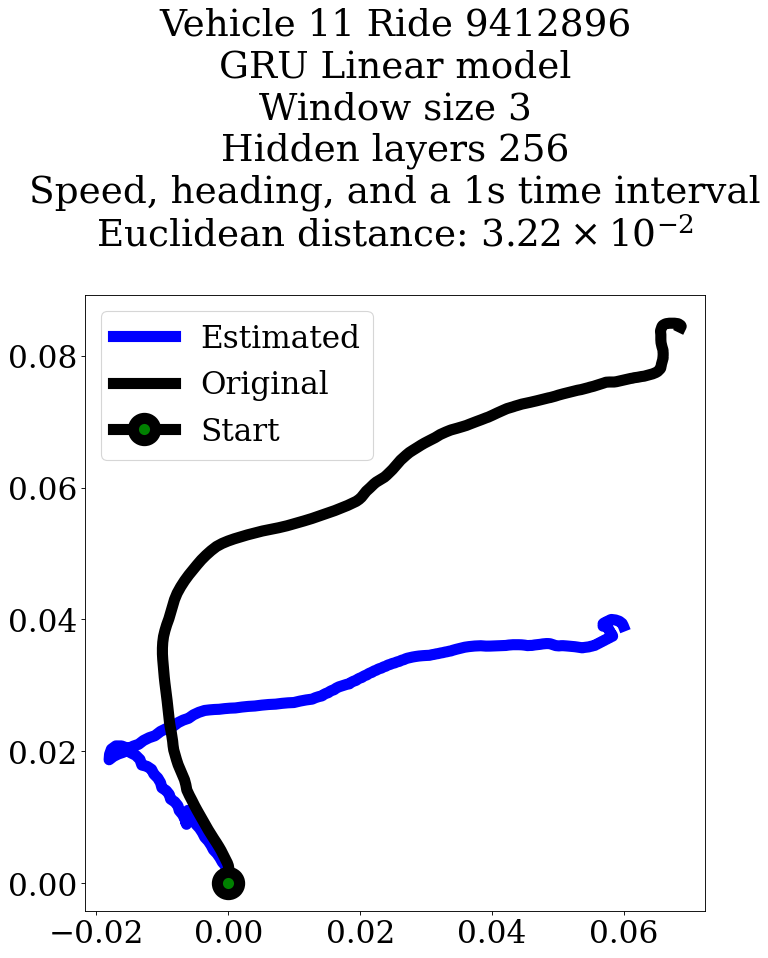 Vehicle 11 Ride 9412896
GRU Linear model
Window size 3
Hidden layers 256
Speed, heading, and a 1s time interval
Euclidean distance: 3.22 × 10⁻²
Estimated
Original
Start
0.08
0.06
0.04
0.02
0.00
−0.02 0.00 0.02 0.04 0.06